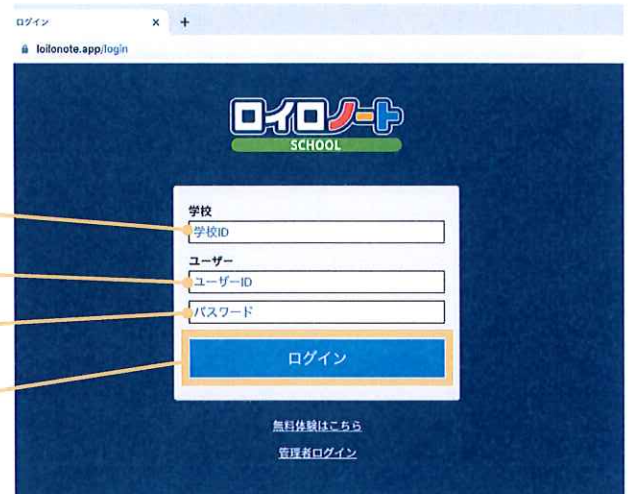 ログイン × +
loilonote.app/login
ロイロノート
SCHOOL
学校
学校ID
ユーザー
ユーザーID
パスワード
ログイン
無料体験はこちら
管理者ログイン